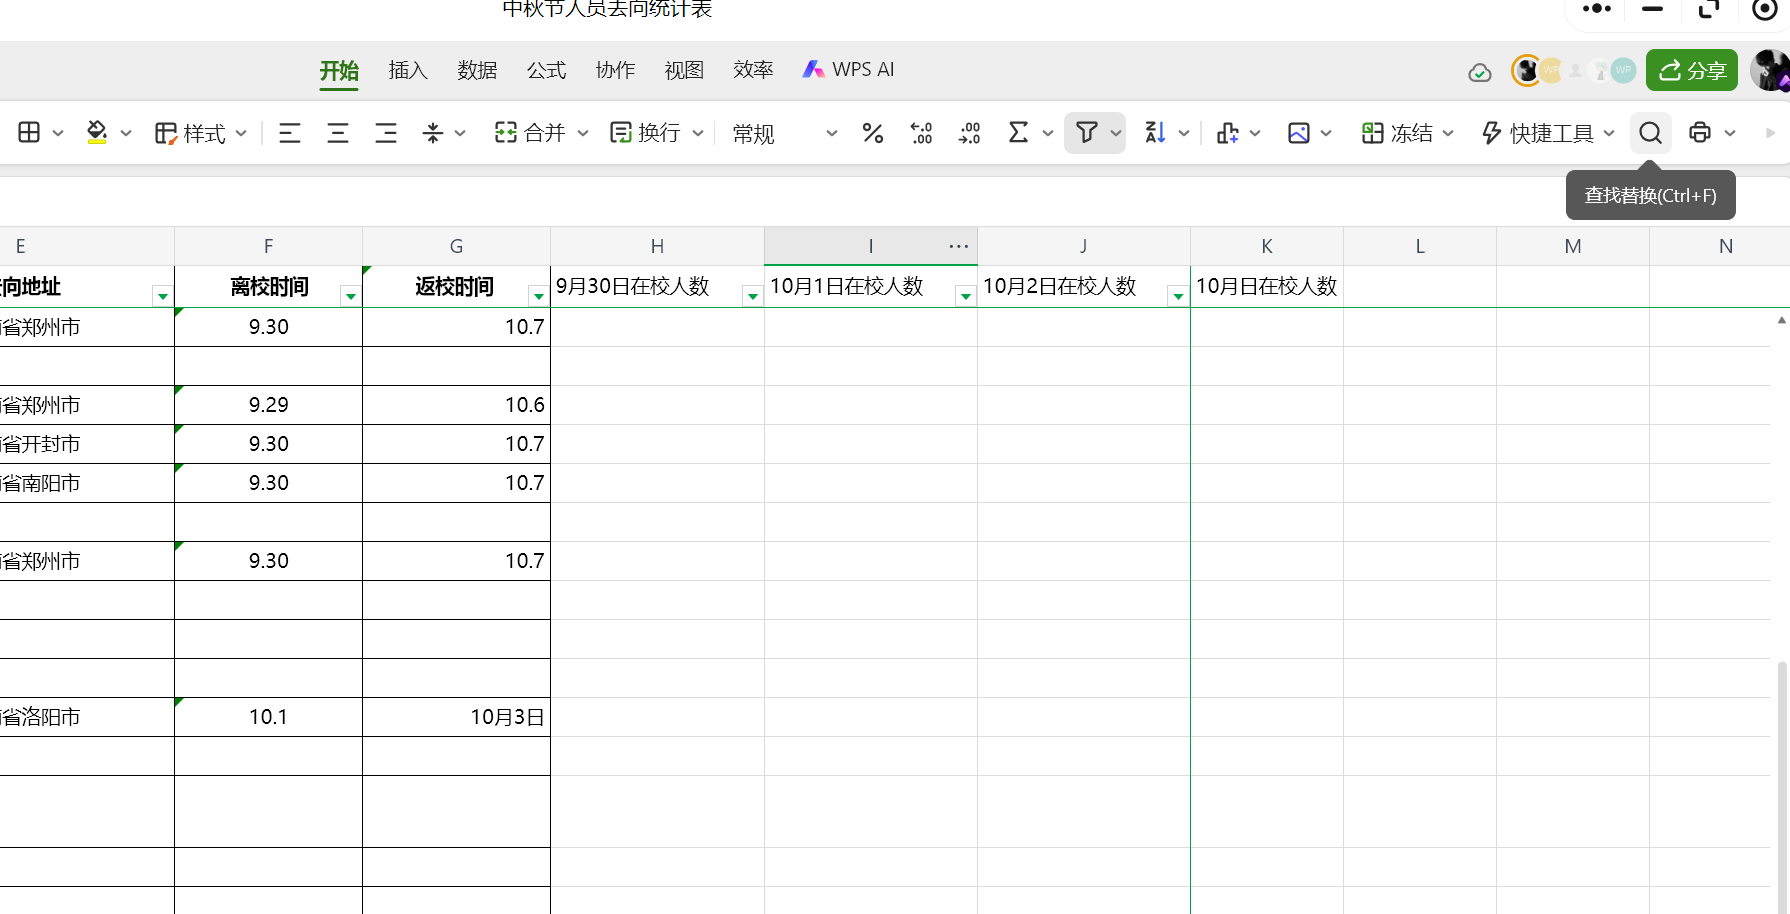 中秋节人员去向统计表
开始 插入 数据 公式 协作 视图 效率 WPS AI
WP WP 分享
样式 合并 换行 常规 冻结 快捷工具
查找替换(Ctrl+F)
E F G H I J K L M N
向地址 离校时间 返校时间 9月30日在校人数 10月1日在校人数 10月2日在校人数 10月日在校人数
省郑州市 9.30 10.7
省郑州市 9.29 10.6
省开封市 9.30 10.7
省南阳市 9.30 10.7
省郑州市 9.30 10.7
省洛阳市 10.1 10月3日